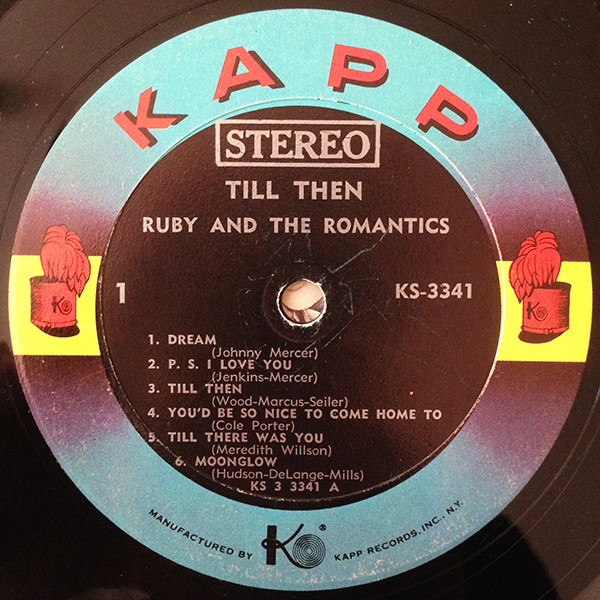 KAPP
STEREO
TILL THEN
RUBY AND THE ROMANTICS
1
KS-3341
1. DREAM
(Johnny Mercer)
2. P. S. I LOVE YOU
(Jenkins-Mercer)
3. TILL THEN
(Wood-Marcus-Seiler)
4. YOU'D BE SO NICE TO COME HOME TO
(Cole Porter)
5. TILL THERE WAS YOU
(Meredith Willson)
6. MOONGLOW
(Hudson-DeLange-Mills)
KS 3 3341 A
K
K
MANUFACTURED BY K ® KAPP RECORDS, INC., N.Y.